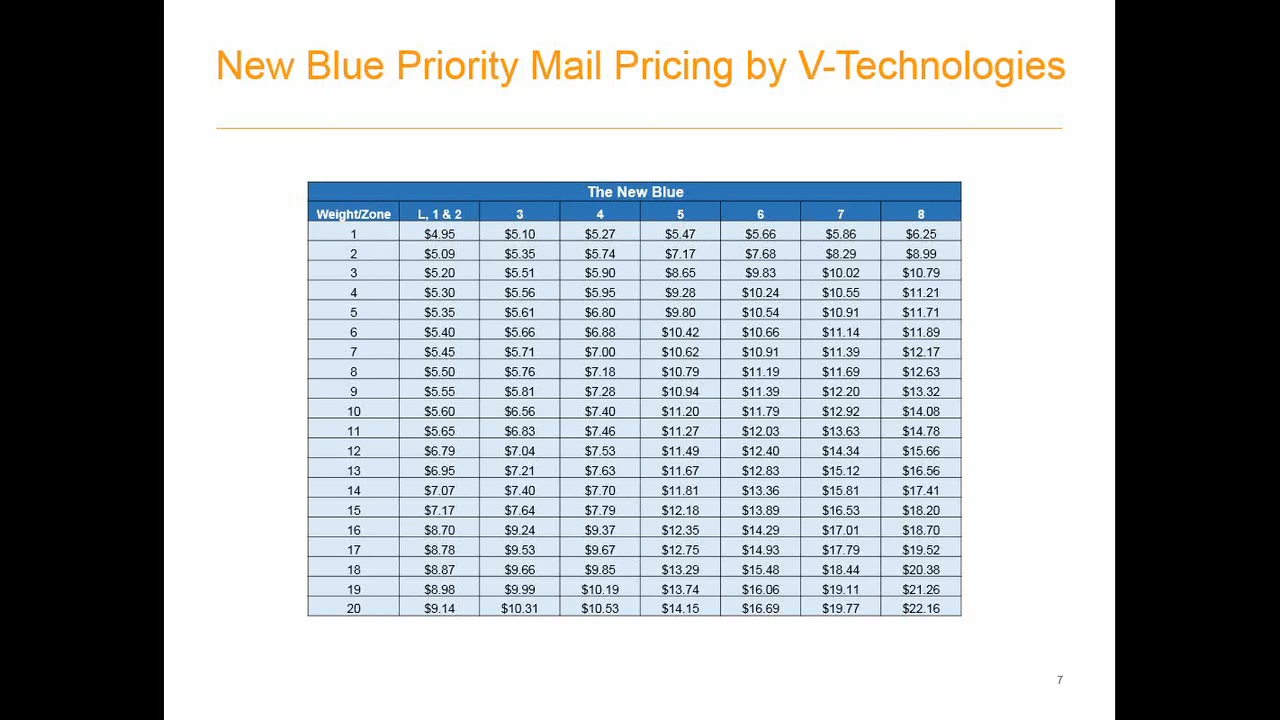 New Blue Priority Mail Pricing by V-Technologies
The New Blue
Weight/Zone L, 1 & 2 3 4 5 6 7 8
1 $4.95 $5.10 $5.27 $5.47 $5.66 $5.86 $6.25
2 $5.09 $5.35 $5.74 $7.17 $7.68 $8.29 $8.99
3 $5.20 $5.51 $5.90 $8.65 $9.83 $10.02 $10.79
4 $5.30 $5.56 $5.95 $9.28 $10.24 $10.55 $11.21
5 $5.35 $5.61 $6.80 $9.80 $10.54 $10.91 $11.71
6 $5.40 $5.66 $6.88 $10.42 $10.66 $11.14 $11.89
7 $5.45 $5.71 $7.00 $10.62 $10.91 $11.39 $12.17
8 $5.50 $5.76 $7.18 $10.79 $11.19 $11.69 $12.63
9 $5.55 $5.81 $7.28 $10.94 $11.39 $12.20 $13.32
10 $5.60 $6.56 $7.40 $11.20 $11.79 $12.92 $14.08
11 $5.65 $6.83 $7.46 $11.27 $12.03 $13.63 $14.78
12 $6.79 $7.04 $7.53 $11.49 $12.40 $14.34 $15.66
13 $6.95 $7.21 $7.63 $11.67 $12.83 $15.12 $16.56
14 $7.07 $7.40 $7.70 $11.81 $13.36 $15.81 $17.41
15 $7.17 $7.64 $7.79 $12.18 $13.89 $16.53 $18.20
16 $8.70 $9.24 $9.37 $12.35 $14.29 $17.01 $18.70
17 $8.78 $9.53 $9.67 $12.75 $14.93 $17.79 $19.52
18 $8.87 $9.66 $9.85 $13.29 $15.48 $18.44 $20.38
19 $8.98 $9.99 $10.19 $13.74 $16.06 $19.11 $21.26
20 $9.14 $10.31 $10.53 $14.15 $16.69 $19.77 $22.16
7